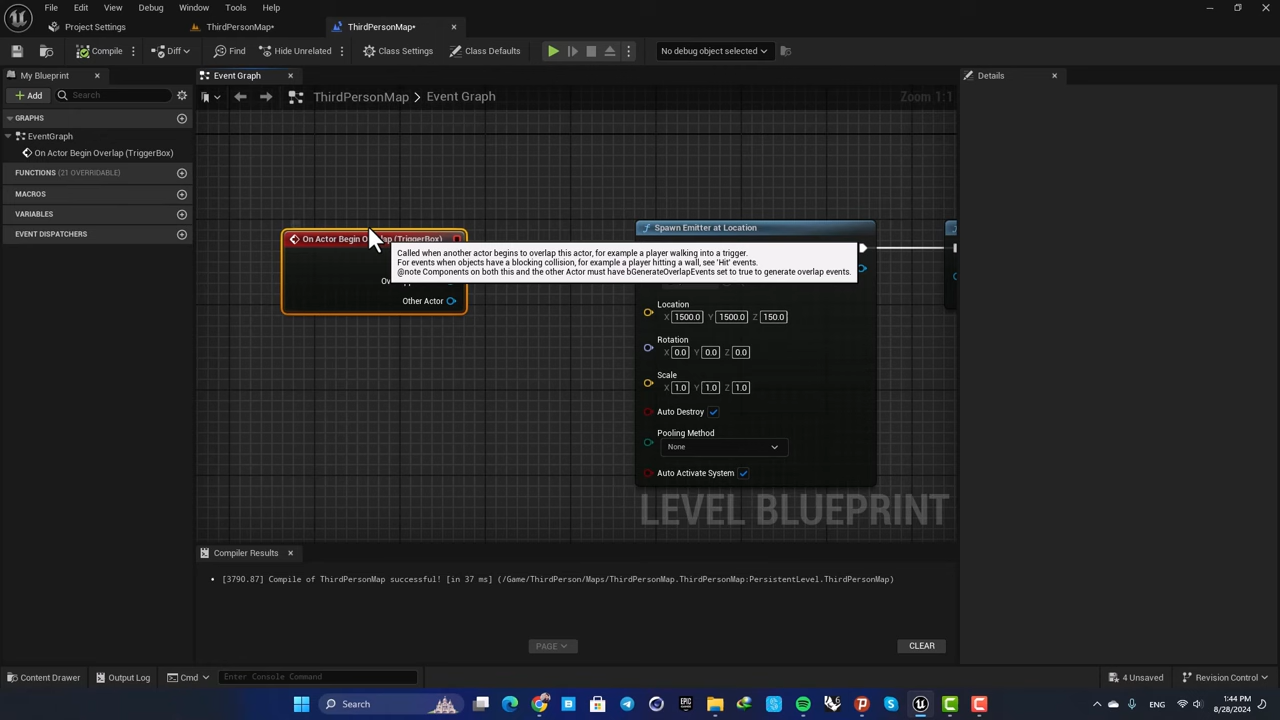 File Edit View Debug Window Tools Help
Project Settings
ThirdPersonMap*
ThirdPersonMap*
Compile
Diff
Find
Hide Unrelated
Class Settings
Class Defaults
No debug object selected
My Blueprint
Event Graph
Details
Add
Search
ThirdPersonMap > Event Graph
Zoom 1:1
GRAPHS
EventGraph
On Actor Begin Overlap (TriggerBox)
FUNCTIONS (21 OVERRIDABLE)
MACROS
VARIABLES
EVENT DISPATCHERS
On Actor Begin (TriggerBox)
Other Actor
Called when another actor begins to overlap this actor, for example a player walking into a trigger.
For events when objects have a blocking collision, for example a player hitting a wall, see 'Hit' events.
@note Components on both this and the other Actor must have bGenerateOverlapEvents set to true to generate overlap events.
f Spawn Emitter at Location
Location
X 1500.0 Y 1500.0 Z 150.0
Rotation
X 0.0 Y 0.0 Z 0.0
Scale
X 1.0 Y 1.0 Z 1.0
Auto Destroy
Pooling Method
None
Auto Activate System
LEVEL BLUEPRINT
Compiler Results
• [3790.87] Compile of ThirdPersonMap successful! [in 37 ms] (/Game/ThirdPerson/Maps/ThirdPersonMap.ThirdPersonMap:PersistentLevel.ThirdPersonMap)
PAGE
CLEAR
Content Drawer
Output Log
Cmd
Enter Console Command
4 Unsaved
Revision Control
Search
EPIC GAMES
ENG
1:44 PM
8/28/2024